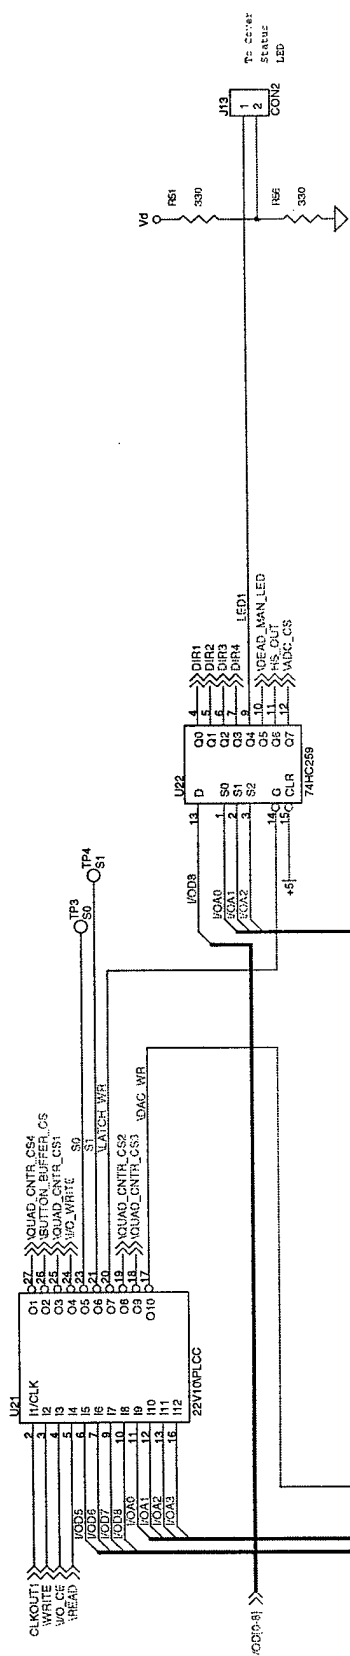 To Cover
Status
LED
J13
1
2
CON2
Vd
R51
330
R56
330
U22
D
S0
S1
S2
G
CLR
Q0
Q1
Q2
Q3
Q4
Q5
Q6
Q7
74HC259
13
1
2
3
14
15
4
5
6
7
9
10
11
12
DIR1
DIR2
DIR3
DIR4
LED1
\DEAD_MAN_LED
HS_OUT
\ADC_CS
I/OD8
I/OA0
I/OA1
I/OA2
+5
TP3
S0
TP4
S1
S0
S1
\LATCH_WR
\DAC_WR
\QUAD_CNTR_CS4
\BUTTON_BUFFER_CS
\QUAD_CNTR_CS1
I/O_WRITE
\QUAD_CNTR_CS2
\QUAD_CNTR_CS3
27
26
25
24
23
21
20
19
18
17
U21
I1/CLK
I2
I3
I4
I5
I6
I7
I8
I9
I10
I11
I12
O1
O2
O3
O4
O5
O6
O7
O8
O9
O10
22V10\PLCC
2
3
4
5
6
7
9
10
11
12
13
16
CLKOUT1
\WRITE
I/O_CE
\READ
I/OD5
I/OD6
I/OD7
I/OD8
I/OA0
I/OA1
I/OA2
I/OA3
I/OD[0-8]